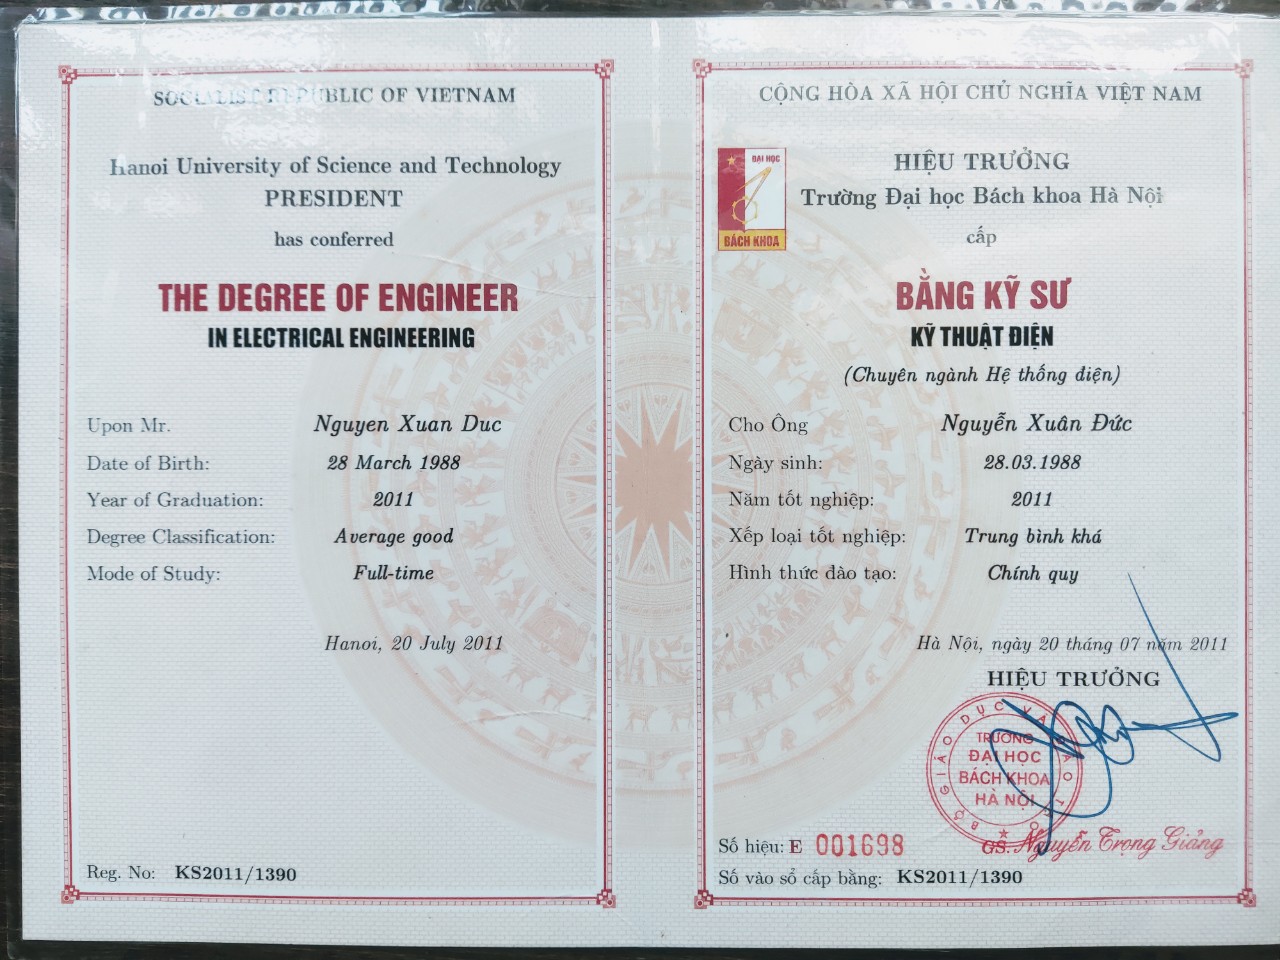 SOCIALIST REPUBLIC OF VIETNAM
Hanoi University of Science and Technology
PRESIDENT
has conferred
THE DEGREE OF ENGINEER
IN ELECTRICAL ENGINEERING
Upon Mr. Nguyen Xuan Duc
Date of Birth: 28 March 1988
Year of Graduation: 2011
Degree Classification: Average good
Mode of Study: Full-time
Hanoi, 20 July 2011
Reg. No: KS2011/1390
CỘNG HÒA XÃ HỘI CHỦ NGHĨA VIỆT NAM
ĐẠI HỌC
BÁCH KHOA
HIỆU TRƯỞNG
Trường Đại học Bách khoa Hà Nội
cấp
BẰNG KỸ SƯ
KỸ THUẬT ĐIỆN
(Chuyên ngành Hệ thống điện)
Cho Ông Nguyễn Xuân Đức
Ngày sinh: 28.03.1988
Năm tốt nghiệp: 2011
Xếp loại tốt nghiệp: Trung bình khá
Hình thức đào tạo: Chính quy
Hà Nội, ngày 20 tháng 07 năm 2011
HIỆU TRƯỞNG
BỘ GIÁO DỤC VÀ ĐÀO TẠO
TRƯỜNG
ĐẠI HỌC
BÁCH KHOA
HÀ NỘI
GS. Nguyễn Trọng Giảng
Số hiệu: E 001698
Số vào sổ cấp bằng: KS2011/1390